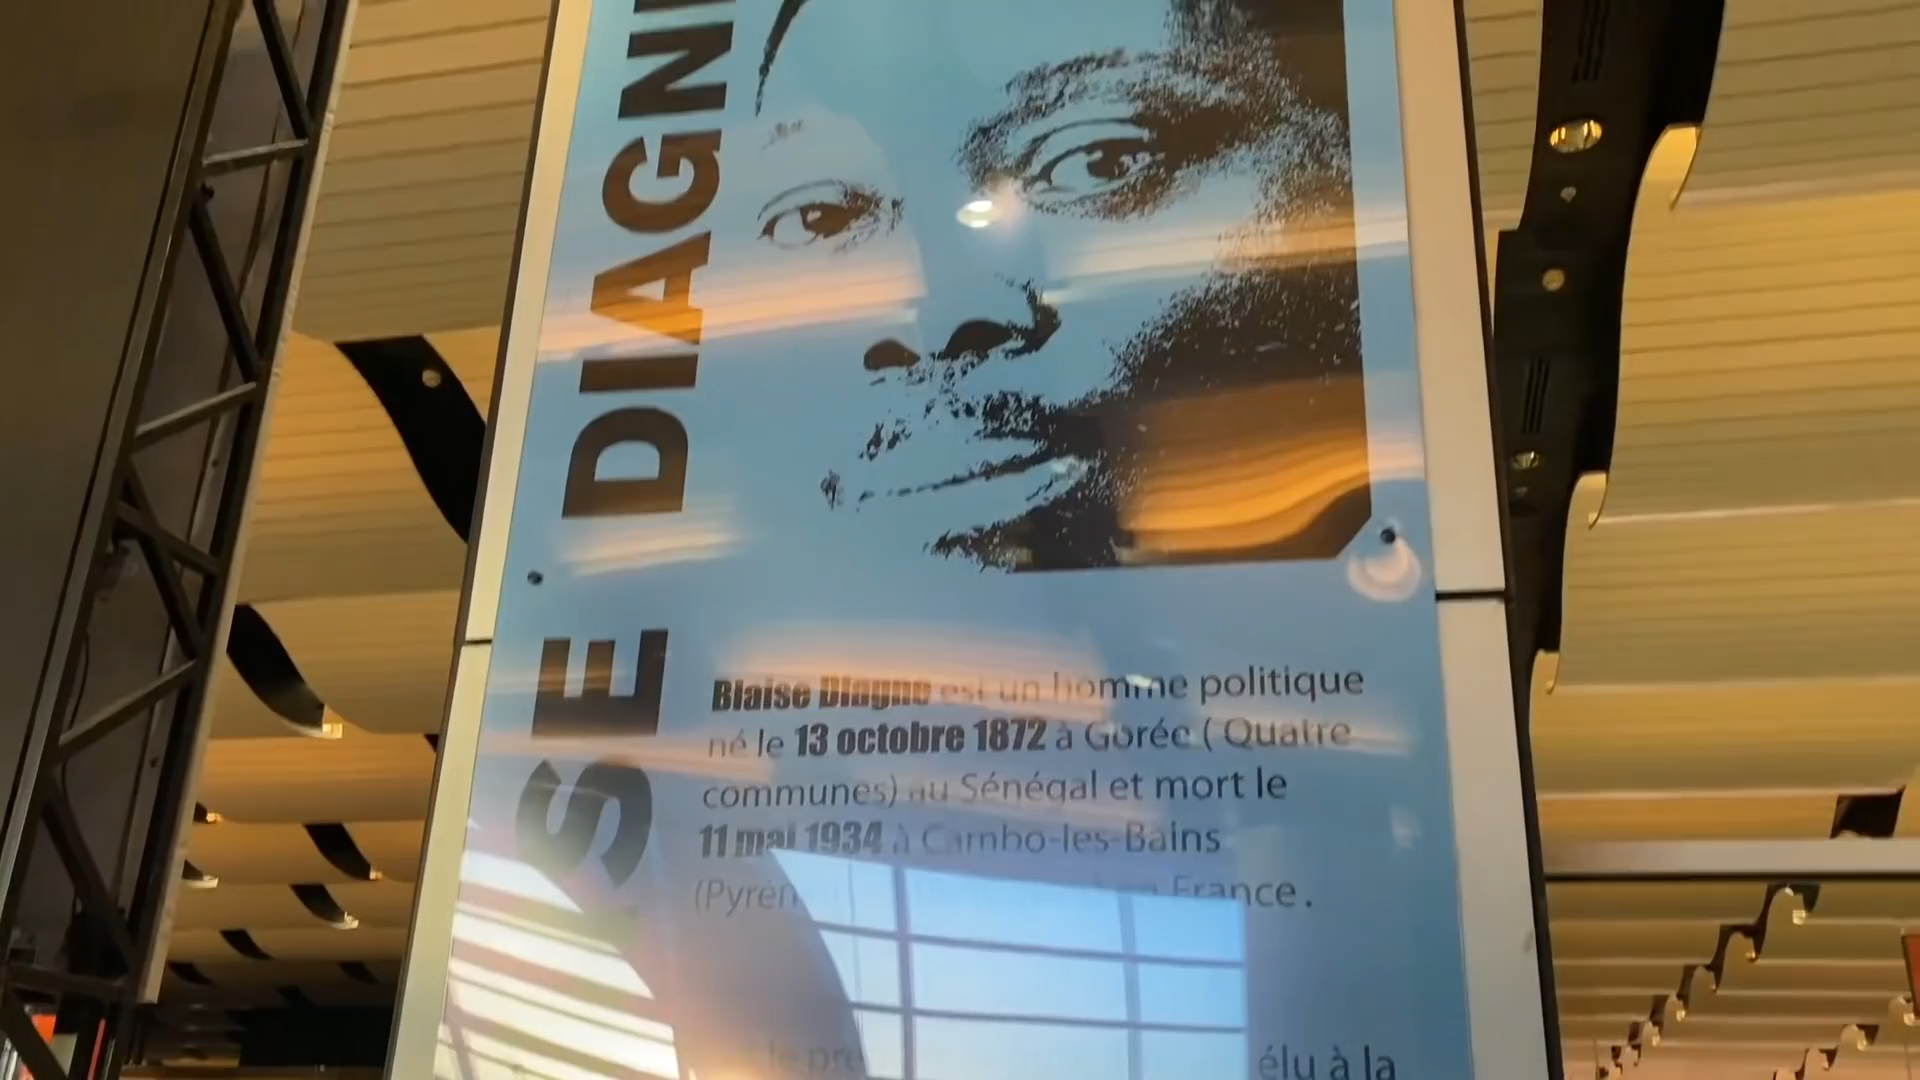 SE DIAGN
Blaise Diagne est un homme politique
né le 13 octobre 1872 à Gorée ( Quatre
communes) au Sénégal et mort le
11 mai 1934 à Cambo-les-Bains
France .
élu à la